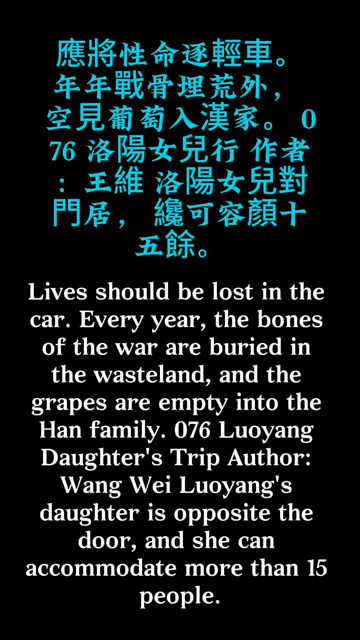 應將性命逐輕車。
年年戰骨埋荒外，
空見葡萄入漢家。 0
76 洛陽女兒行 作者
：王維 洛陽女兒對
門居， 纔可容顏十
五餘。
Lives should be lost in the
car. Every year, the bones
of the war are buried in
the wasteland, and the
grapes are empty into the
Han family. 076 Luoyang
Daughter's Trip Author:
Wang Wei Luoyang's
daughter is opposite the
door, and she can
accommodate more than 15
people.